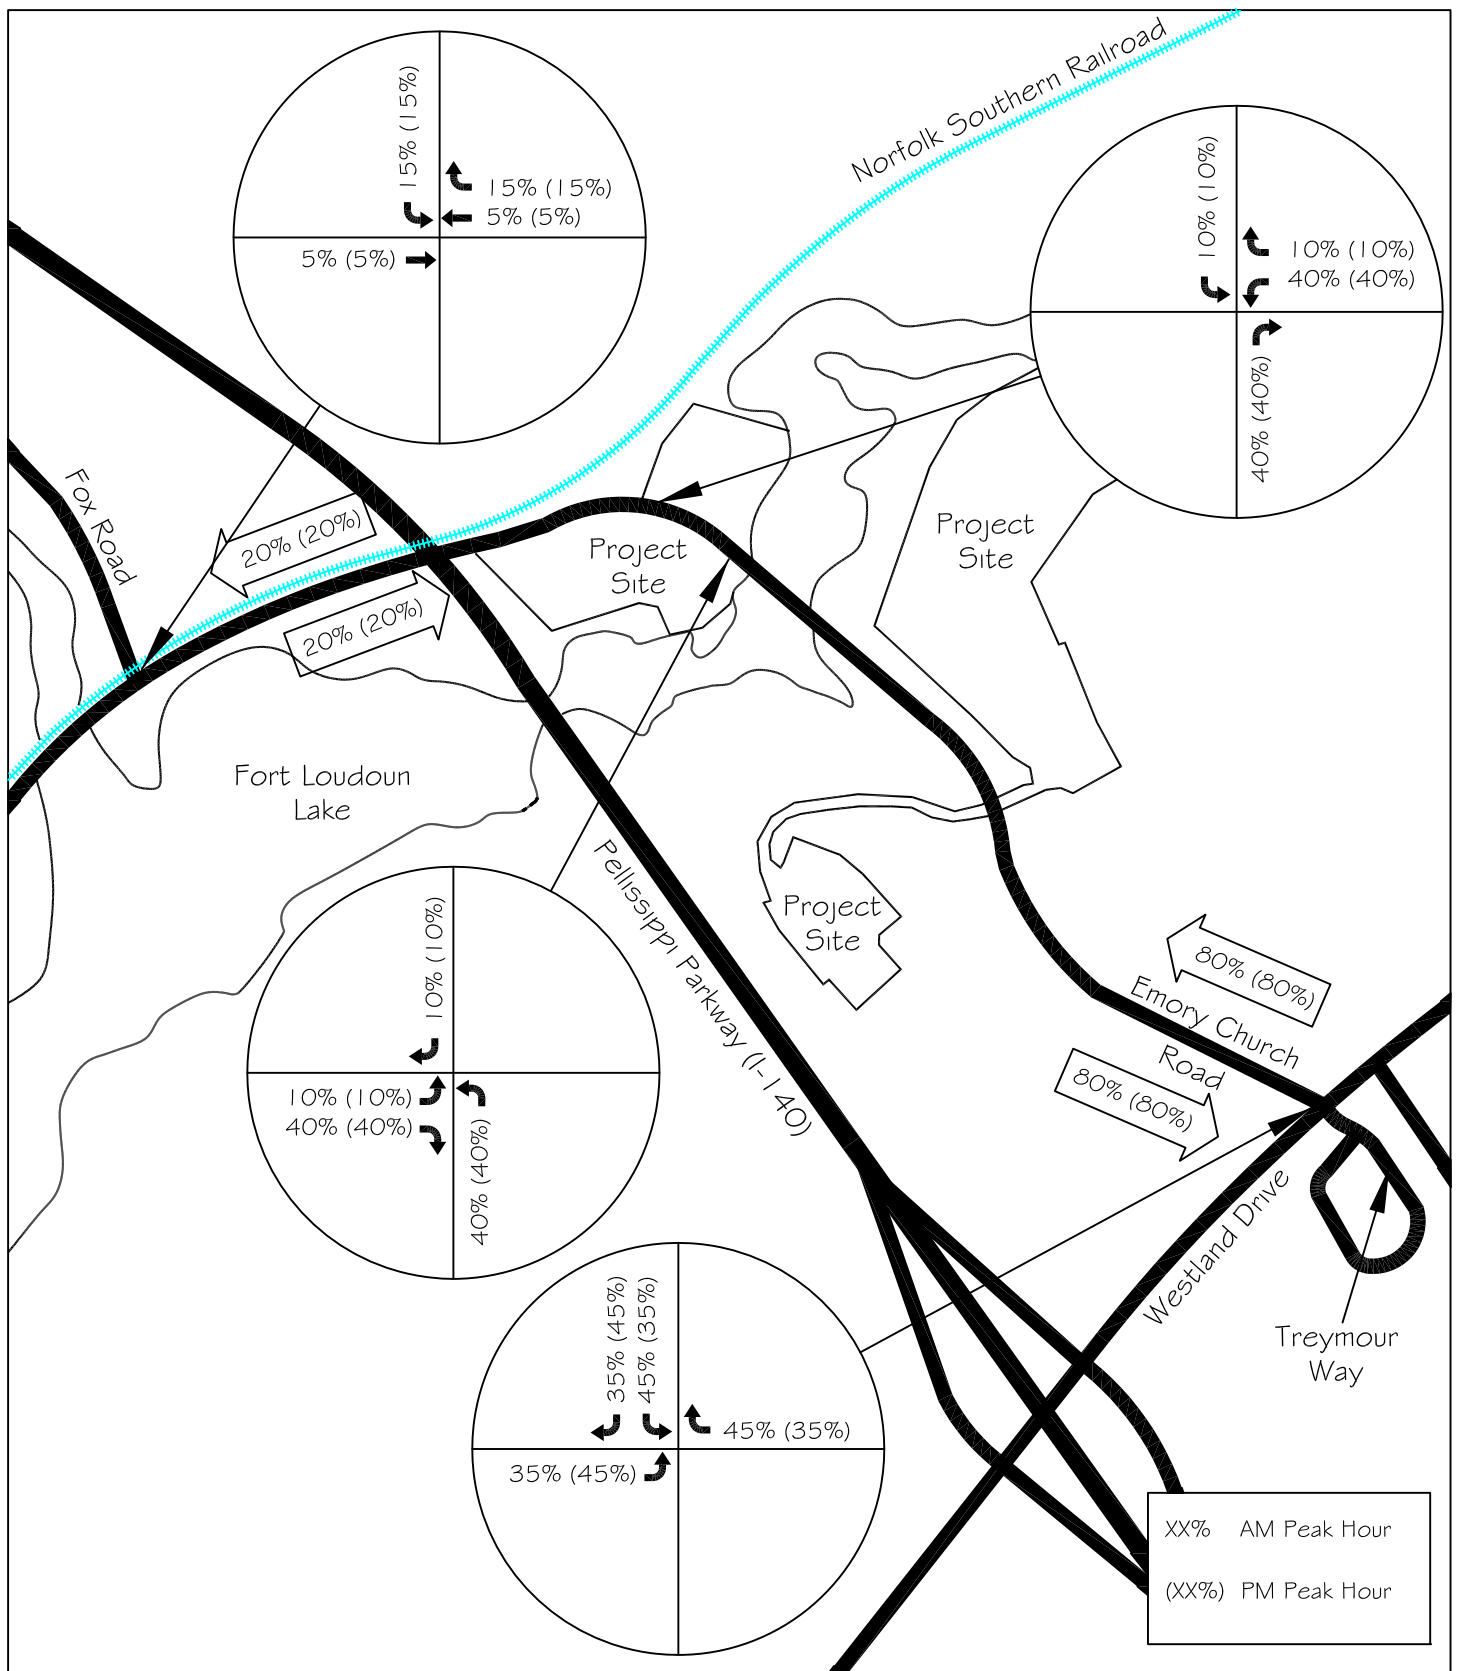 Norfolk Southern Railroad
15% (15%)
15% (15%)
5% (5%)
5% (5%)
10% (10%)
10% (10%)
40% (40%)
40% (40%)
Fox Road
20% (20%)
20% (20%)
Project
Site
Project
Site
Fort Loudoun
Lake
Pellissippi Parkway (I-140)
Project
Site
10% (10%)
10% (10%)
40% (40%)
40% (40%)
80% (80%)
Emory Church
Road
80% (80%)
Westland Drive
Treymour
Way
35% (45%)
45% (35%)
45% (35%)
35% (45%)
XX% AM Peak Hour
(XX%) PM Peak Hour